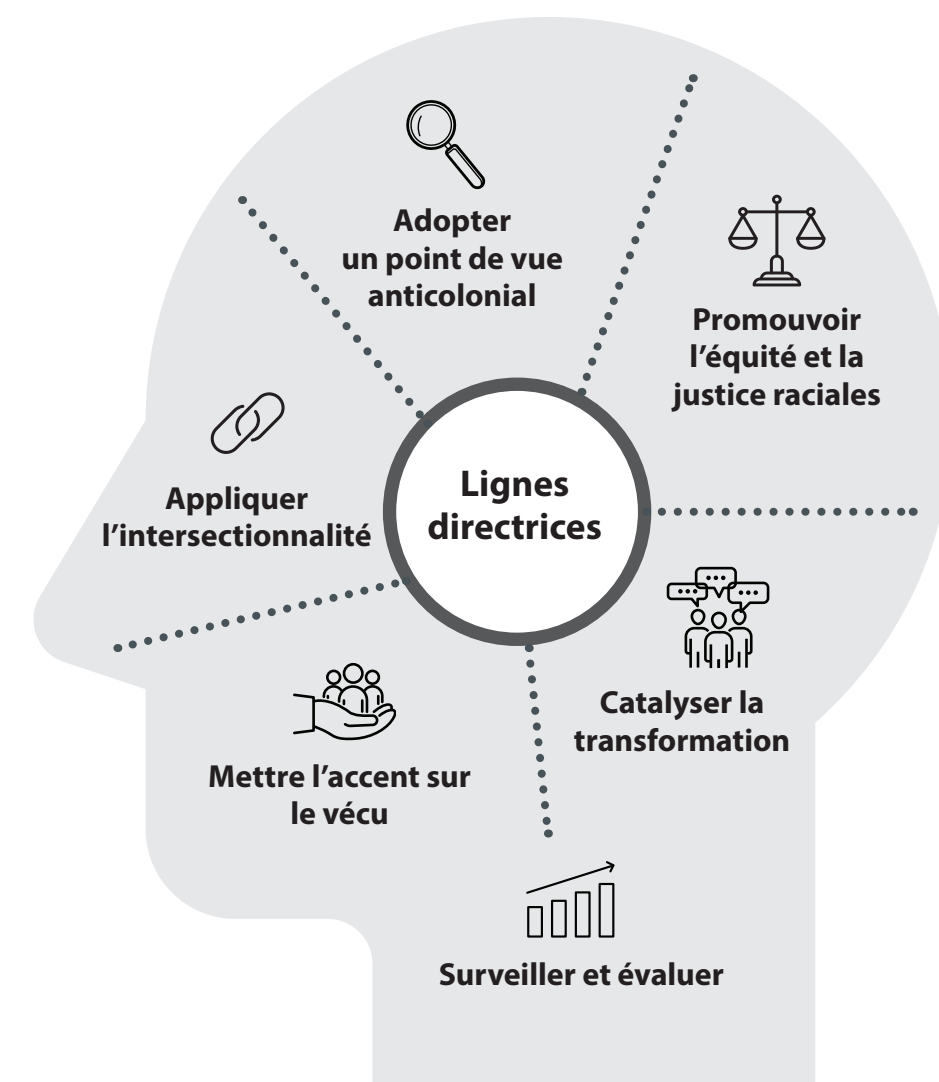 Adopter
un point de vue
anticolonial
Promouvoir
l’équité et la
justice raciales
Appliquer
l’intersectionnalité
Lignes
directrices
Catalyser la
transformation
Mettre l’accent sur
le vécu
Surveiller et évaluer